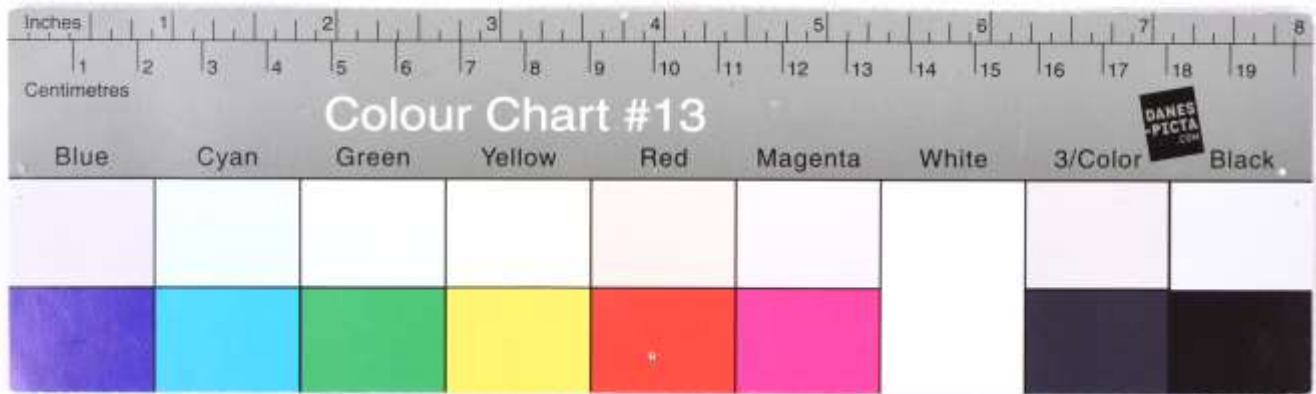 Inches 1 2 3 4 5 6 7 8
1 2 3 4 5 6 7 8 9 10 11 12 13 14 15 16 17 18 19
Centimetres
Colour Chart #13
DANES
-PICTA
.COM
Blue Cyan Green Yellow Red Magenta White 3/Color Black